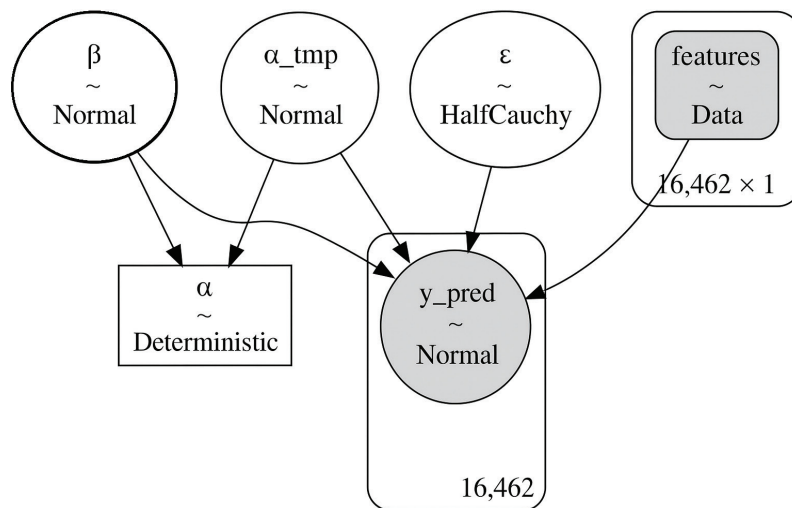 β
~
Normal
α_tmp
~
Normal
ε
~
HalfCauchy
features
~
Data
16,462 × 1
α
~
Deterministic
y_pred
~
Normal
16,462